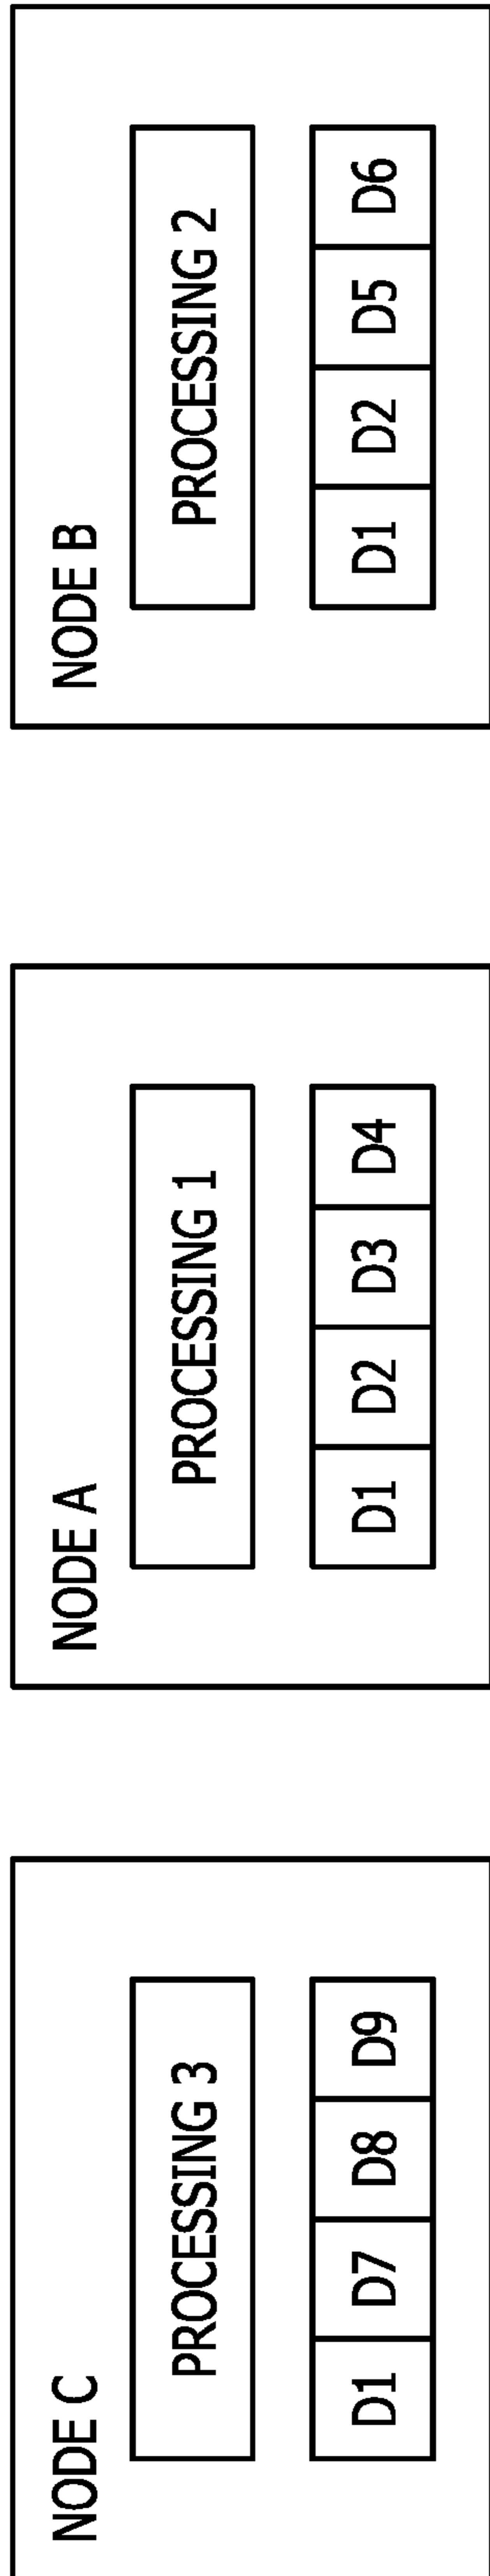 NODE C
PROCESSING 3
D1 D7 D8 D9
NODE A
PROCESSING 1
D1 D2 D3 D4
NODE B
PROCESSING 2
D1 D2 D5 D6